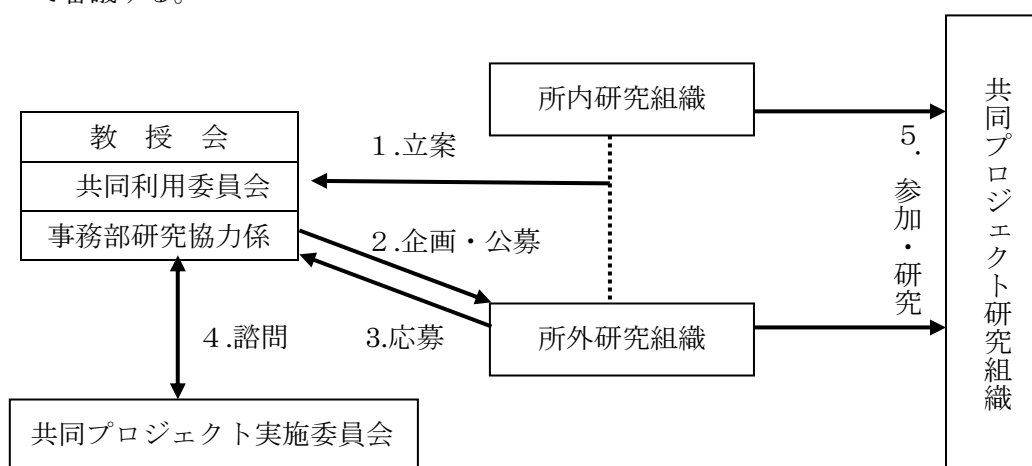 で審議する。
所内研究組織
教　授　会
共同利用委員会
事務部研究協力係
１.立案
２.企画・公募
3.応募
４.諮問
所外研究組織
５．参加・研究
共同プロジェクト研究組織
共同プロジェクト実施委員会